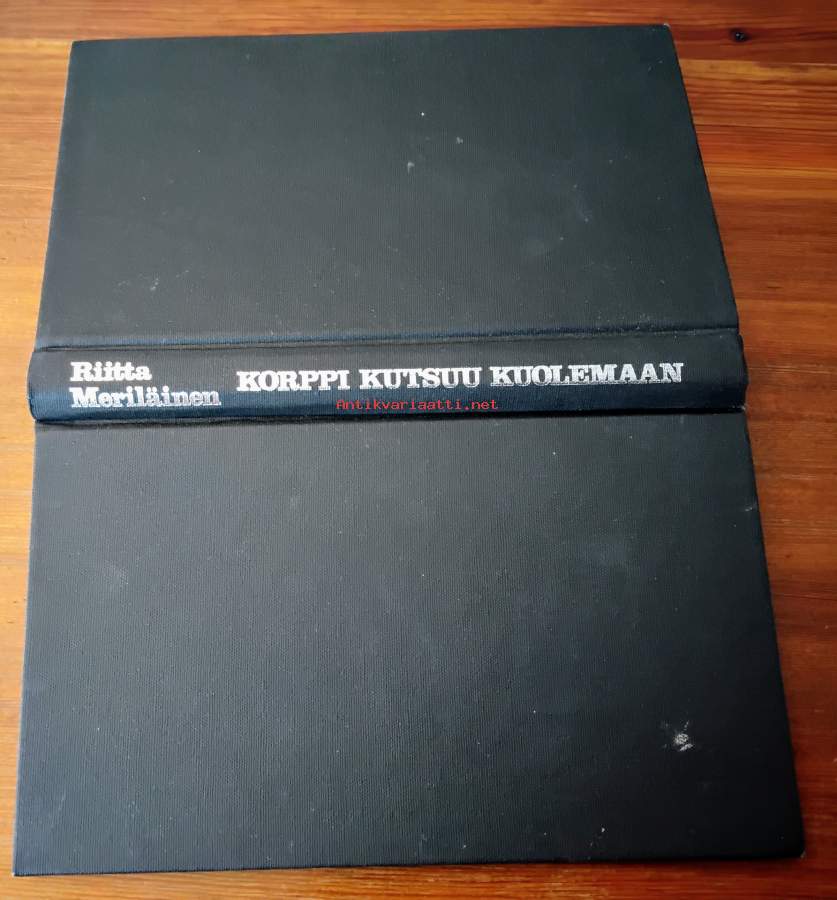 Riitta
Meriläinen
KORPPI KUTSUU KUOLEMAAN
Antikvariaatti.net